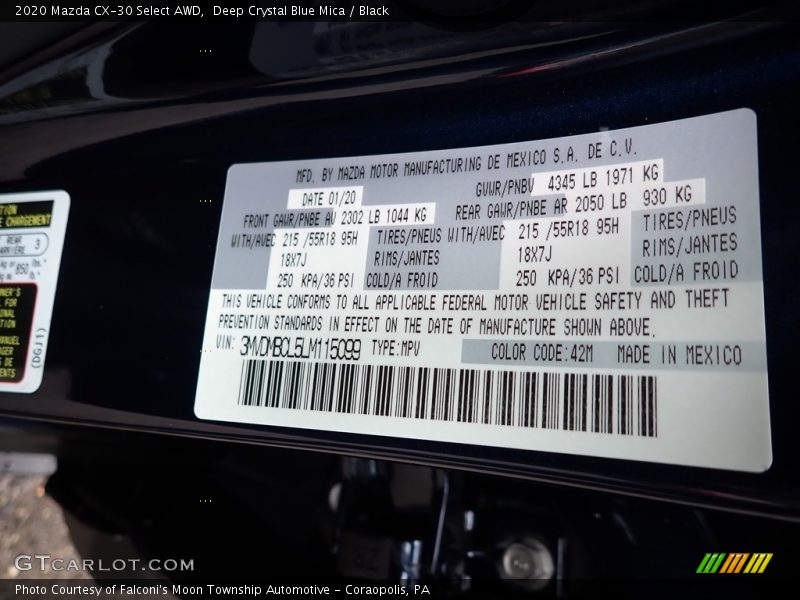 2020 Mazda CX-30 Select AWD,  Deep Crystal Blue Mica / Black
MFD. BY MAZDA MOTOR MANUFACTURING DE MEXICO S.A. DE C.V.
DATE 01/20
GVWR/PNBV 4345 LB 1971 KG
FRONT GAWR/PNBE AV 2302 LB 1044 KG
REAR GAWR/PNBE AR 2050 LB 930 KG
WITH/AVEC 215 /55R18 95H TIRES/PNEUS WITH/AVEC 215 /55R18 95H TIRES/PNEUS
18X7J RIMS/JANTES 18X7J RIMS/JANTES
250 KPA/36 PSI COLD/A FROID 250 KPA/36 PSI COLD/A FROID
THIS VEHICLE CONFORMS TO ALL APPLICABLE FEDERAL MOTOR VEHICLE SAFETY AND THEFT
PREVENTION STANDARDS IN EFFECT ON THE DATE OF MANUFACTURE SHOWN ABOVE.
VIN: 3MVDMBCL5LM115099 TYPE:MPV COLOR CODE:42M MADE IN MEXICO
REAR
3
(DGJ1)
GTCARLOT.COM
Photo Courtesy of Falconi's Moon Township Automotive - Coraopolis, PA